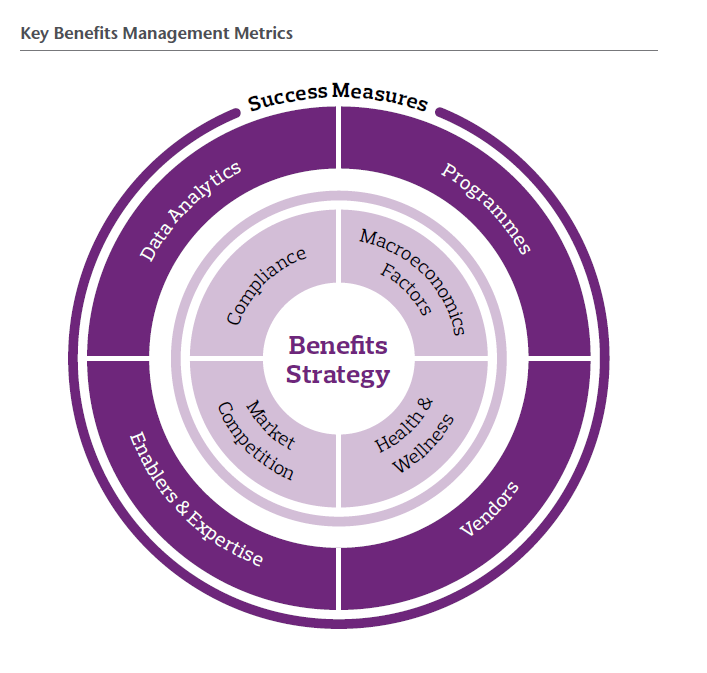 Key Benefits Management Metrics
Success Measures
Data Analytics
Programmes
Compliance
Macroeconomics
Factors
Benefits
Strategy
Market
Competition
Health &
Wellness
Enablers & Expertise
Vendors